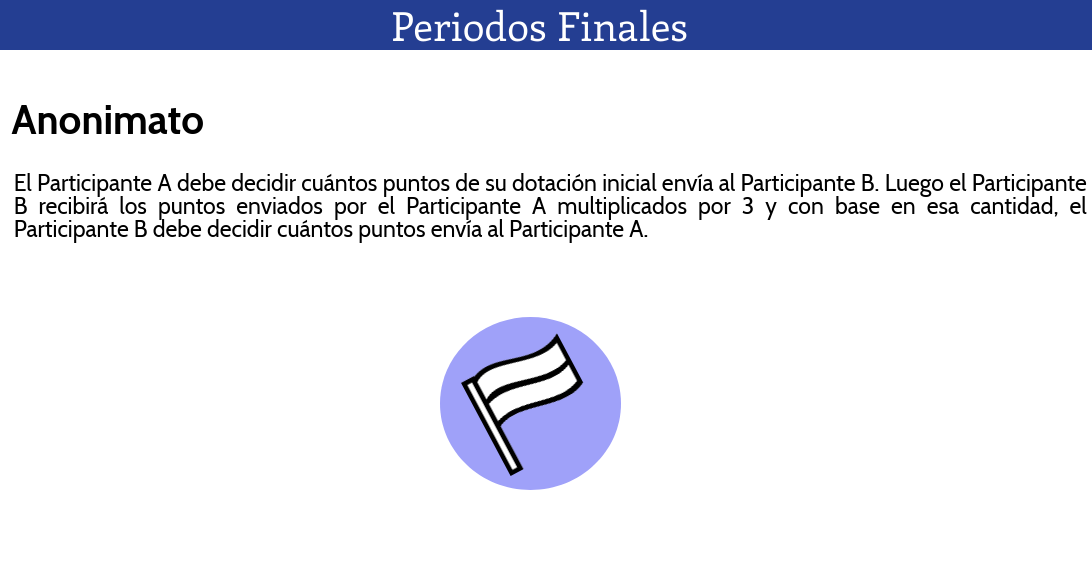 Periodos Finales
Anonimato
El Participante A debe decidir cuántos puntos de su dotación inicial envía al Participante B. Luego el Participante
B recibirá los puntos enviados por el Participante A multiplicados por 3 y con base en esa cantidad, el
Participante B debe decidir cuántos puntos envía al Participante A.